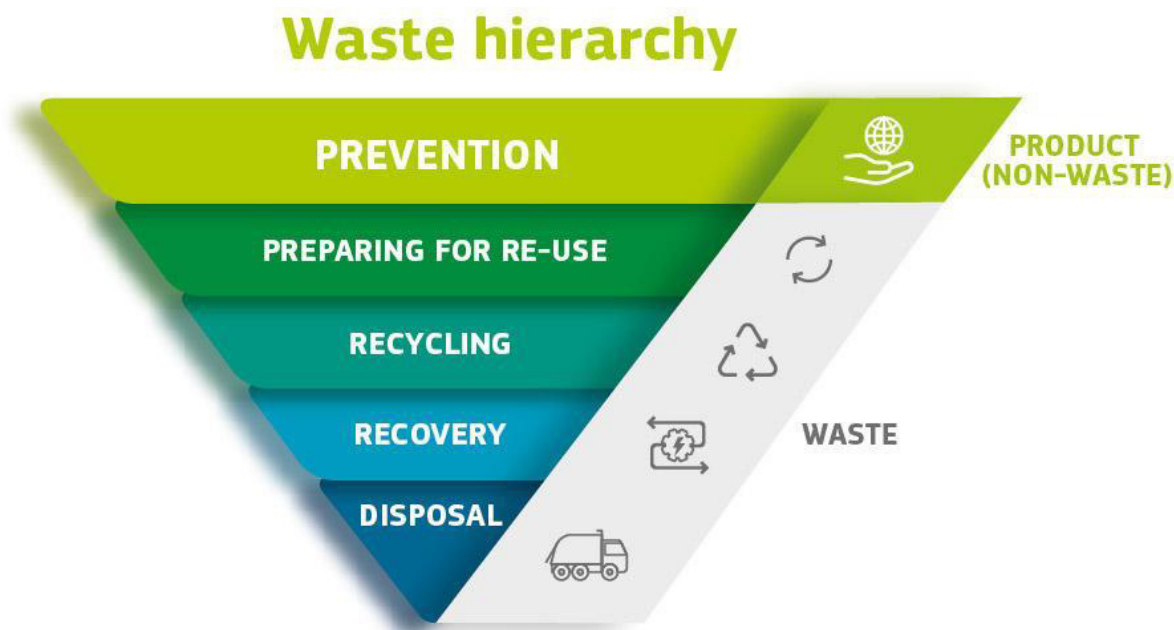 Waste hierarchy
PREVENTION
PRODUCT
(NON-WASTE)
PREPARING FOR RE-USE
RECYCLING
RECOVERY
WASTE
DISPOSAL